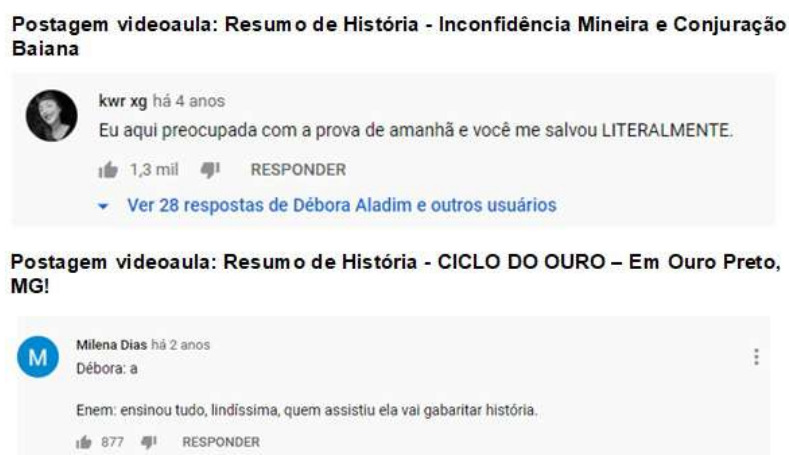 Postagem videoaula: Resumo de História - Inconfidência Mineira e Conjuração
Baiana
kwr xg há 4 anos
Eu aqui preocupada com a prova de amanhã e você me salvou LITERALMENTE.
1,3 mil RESPONDER
Ver 28 respostas de Débora Aladim e outros usuários
Postagem videoaula: Resumo de História - CICLO DO OURO – Em Ouro Preto,
MG!
M
Milena Dias há 2 anos
Débora: a
Enem: ensinou tudo, lindíssima, quem assistiu ela vai gabaritar história.
877 RESPONDER